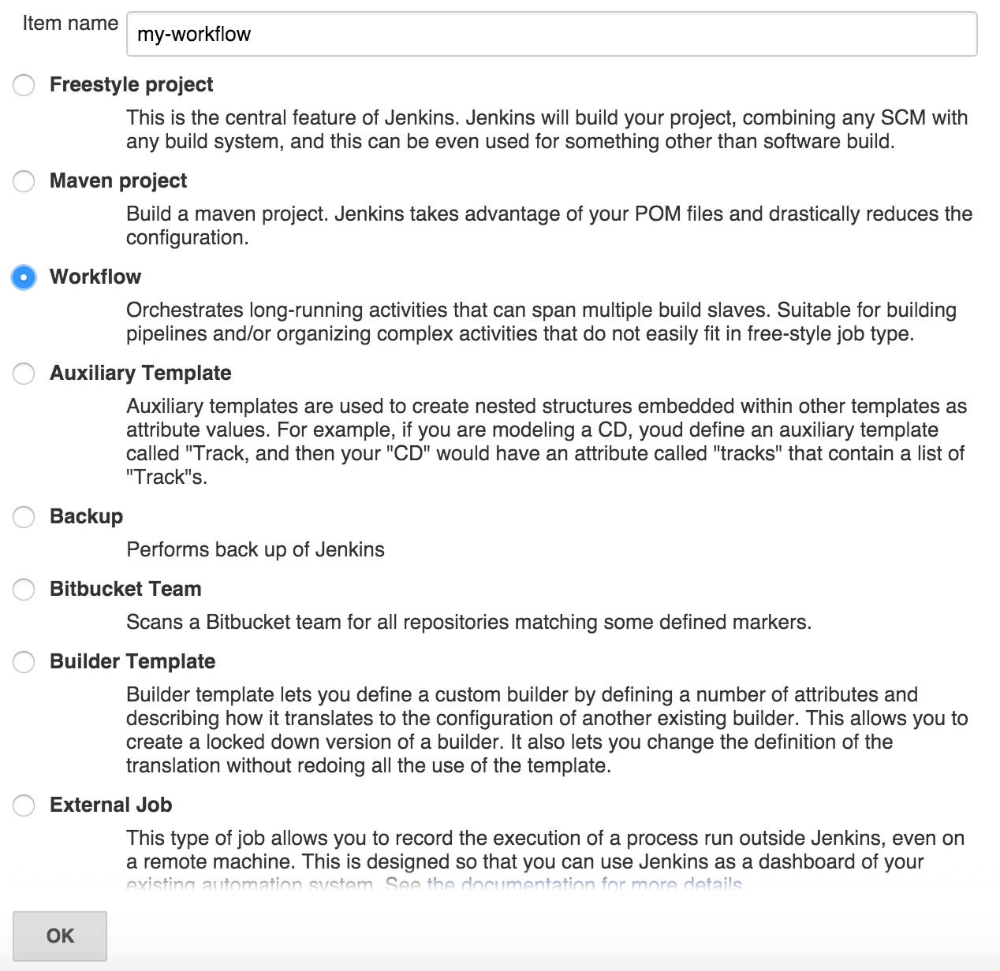 Item name
my-workflow
Freestyle project
This is the central feature of Jenkins. Jenkins will build your project, combining any SCM with
any build system, and this can be even used for something other than software build.
Maven project
Build a maven project. Jenkins takes advantage of your POM files and drastically reduces the
configuration.
Workflow
Orchestrates long-running activities that can span multiple build slaves. Suitable for building
pipelines and/or organizing complex activities that do not easily fit in free-style job type.
Auxiliary Template
Auxiliary templates are used to create nested structures embedded within other templates as
attribute values. For example, if you are modeling a CD, youd define an auxiliary template
called "Track, and then your "CD" would have an attribute called "tracks" that contain a list of
"Track"s.
Backup
Performs back up of Jenkins
Bitbucket Team
Scans a Bitbucket team for all repositories matching some defined markers.
Builder Template
Builder template lets you define a custom builder by defining a number of attributes and
describing how it translates to the configuration of another existing builder. This allows you to
create a locked down version of a builder. It also lets you change the definition of the
translation without redoing all the use of the template.
External Job
This type of job allows you to record the execution of a process run outside Jenkins, even on
a remote machine. This is designed so that you can use Jenkins as a dashboard of your
existing automation system. See the documentation for more details.
OK